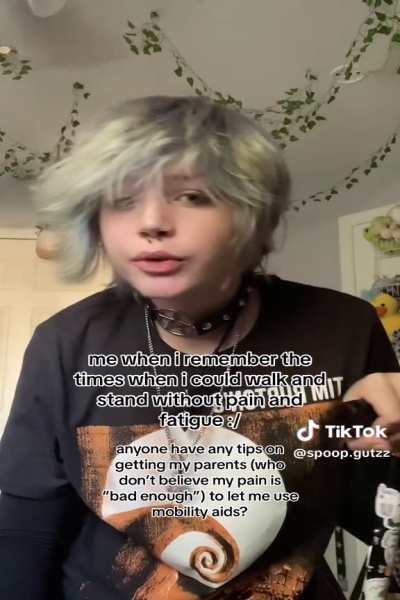 me when i remember the
times when i could walk and
stand without pain and
fatigue :/
anyone have any tips on
getting my parents (who
don't believe my pain is
"bad enough") to let me use
mobility aids?
TikTok
@spoop.gutzz
MIT